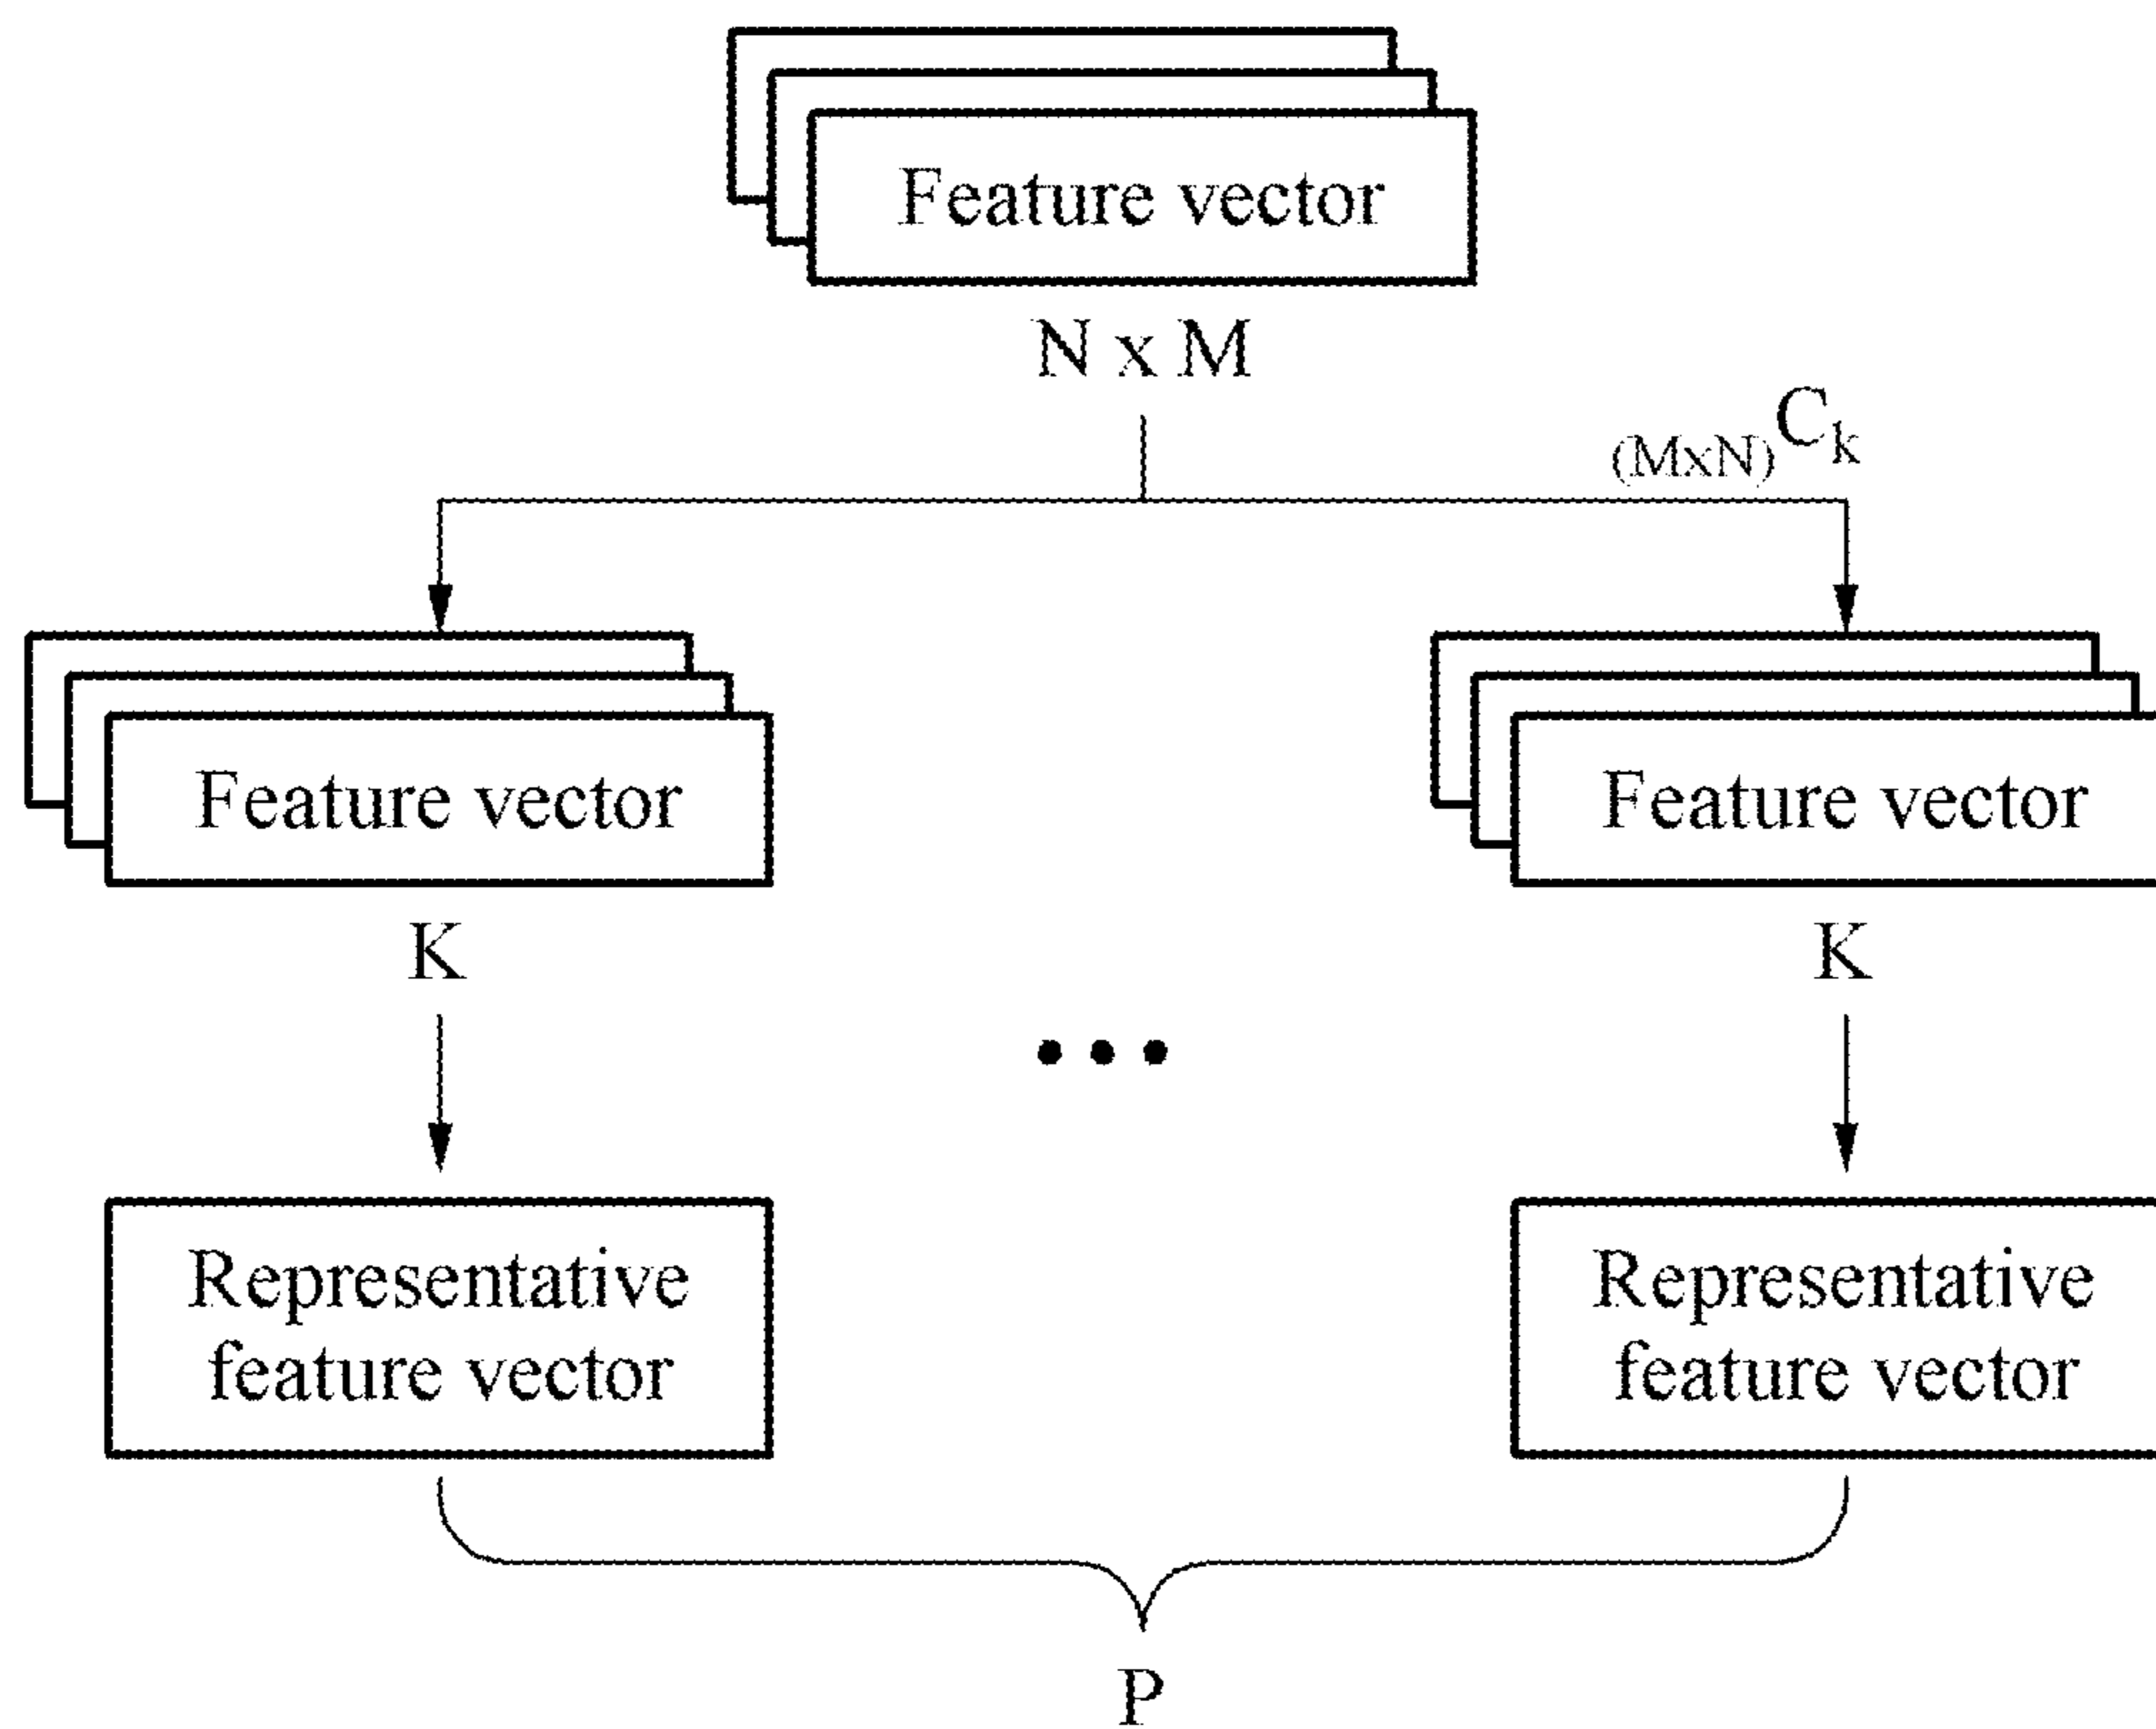 Feature vector
N x M
(MxN)Ck
Feature vector
Feature vector
K
K
Representative
feature vector
Representative
feature vector
P